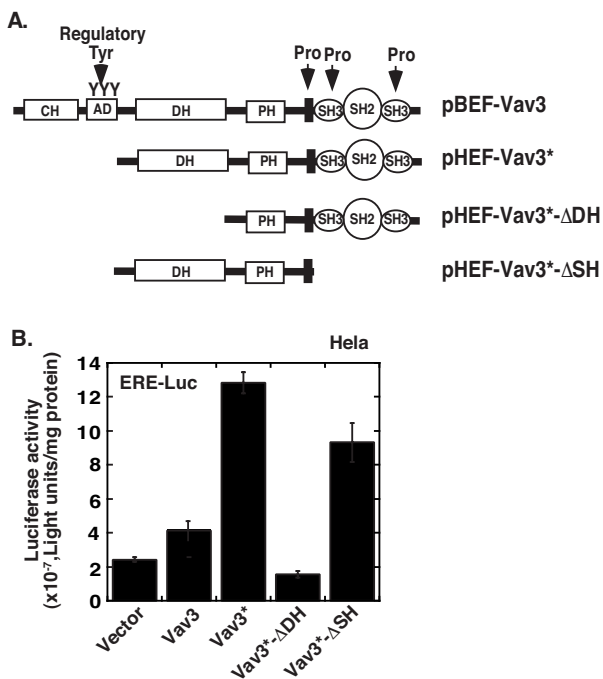 A.
Regulatory
Tyr
Pro Pro Pro
YYY
CH AD DH PH SH3 SH2 SH3 pBEF-Vav3
DH PH SH3 SH2 SH3 pHEF-Vav3*
PH SH3 SH2 SH3 pHEF-Vav3*-ΔDH
DH PH pHEF-Vav3*-ΔSH
B.
Hela
ERE-Luc
Luciferase activity
(x10-7,Light units/mg protein)
14
12
10
8
6
4
2
0
Vector Vav3 Vav3* Vav3*-ΔDH Vav3*-ΔSH